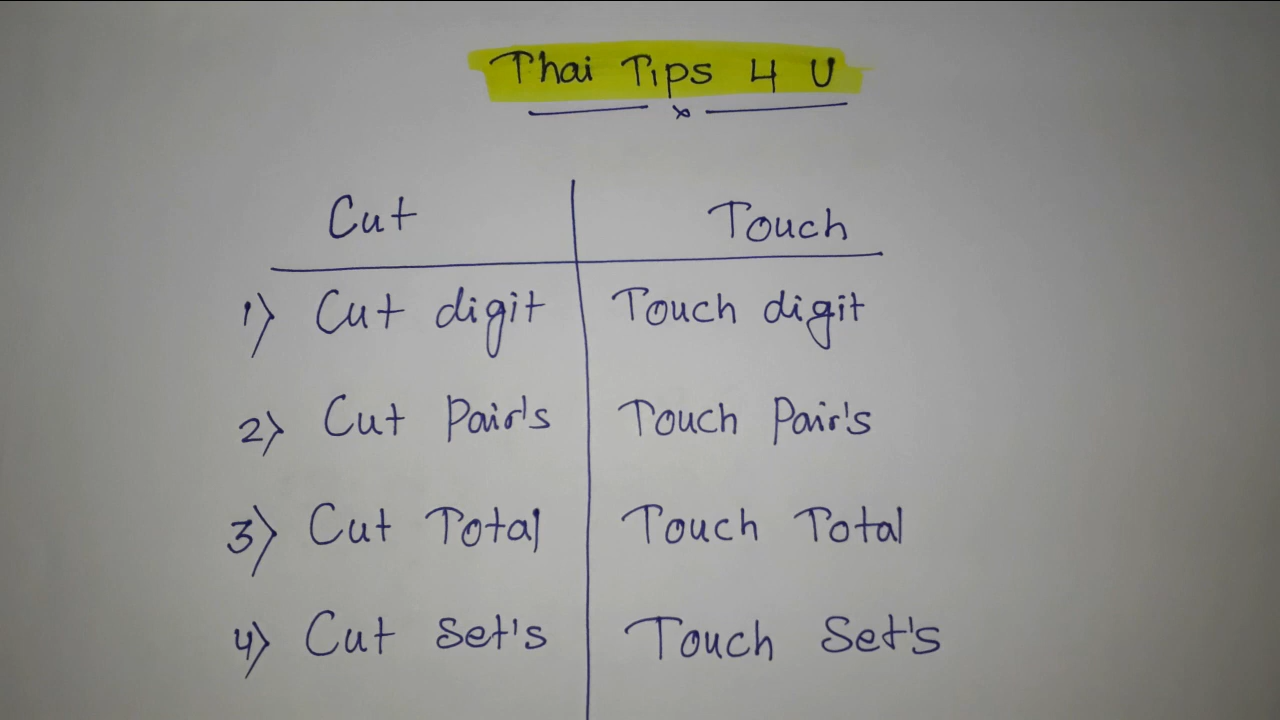 Thai Tips 4 U
Cut Touch
1) Cut digit Touch digit
2) Cut Pair's Touch Pair's
3) Cut Total Touch Total
4) Cut Set's Touch Set's